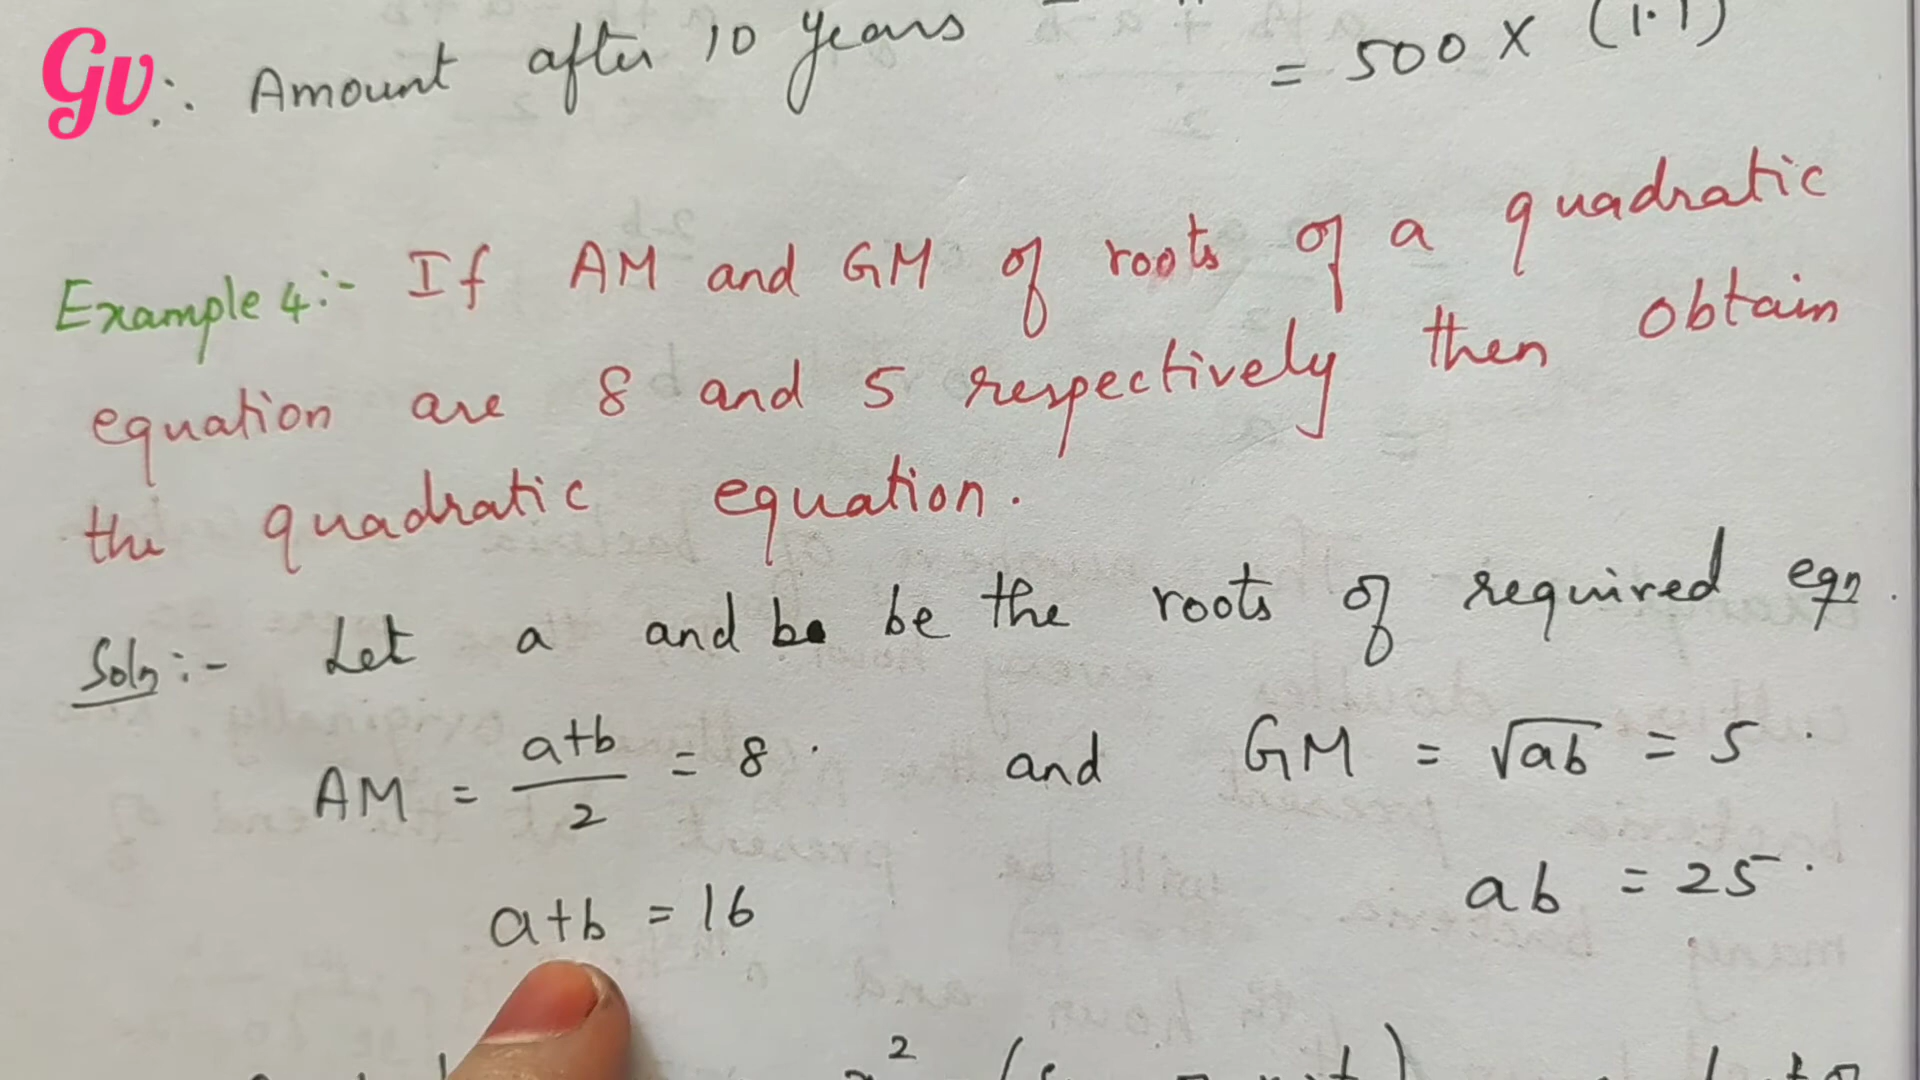 Gv
∴ Amount after 10 years = 500 × (1.1)
Example 4:- If AM and GM of roots of a quadratic
equation are 8 and 5 respectively then obtain
the quadratic equation.
Soln:- Let a and b be the roots of required eqn.
AM = a+b/2 = 8. and GM = √ab = 5.
a+b = 16 ab = 25.